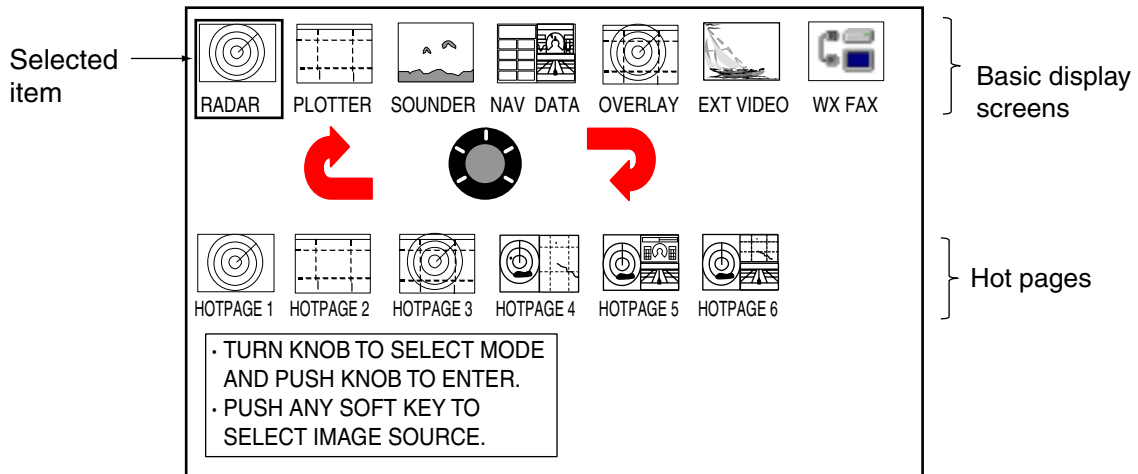 Selected
item
RADAR PLOTTER SOUNDER NAV DATA OVERLAY EXT VIDEO WX FAX
Basic display
screens
HOTPAGE 1 HOTPAGE 2 HOTPAGE 3 HOTPAGE 4 HOTPAGE 5 HOTPAGE 6
Hot pages
· TURN KNOB TO SELECT MODE
AND PUSH KNOB TO ENTER.
· PUSH ANY SOFT KEY TO
SELECT IMAGE SOURCE.